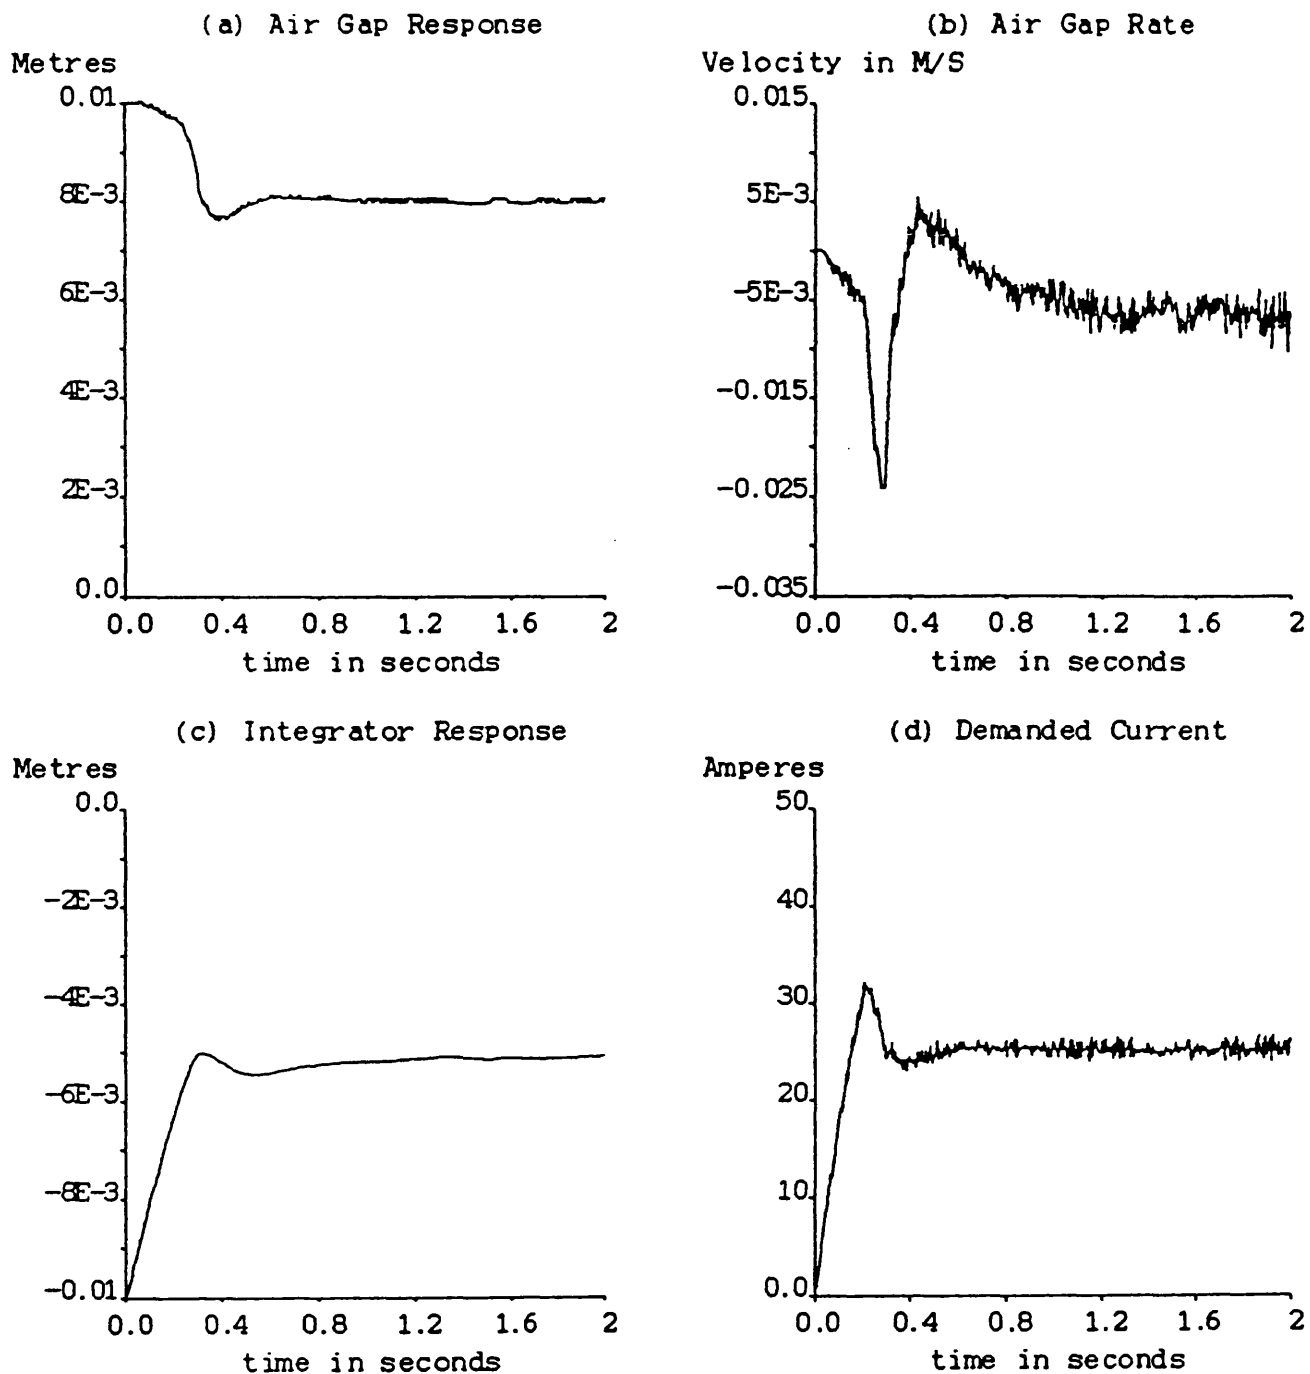 (a) Air Gap Response
Metres
0.01
8E-3
6E-3
4E-3
2E-3
0.0
0.0 0.4 0.8 1.2 1.6 2
time in seconds
(b) Air Gap Rate
Velocity in M/S
0.015
5E-3
-5E-3
-0.015
-0.025
-0.035
0.0 0.4 0.8 1.2 1.6 2
time in seconds
(c) Integrator Response
Metres
0.0
-2E-3
-4E-3
-6E-3
-8E-3
-0.01
0.0 0.4 0.8 1.2 1.6 2
time in seconds
(d) Demanded Current
Amperes
50
40
30
20
10
0.0
0.0 0.4 0.8 1.2 1.6 2
time in seconds